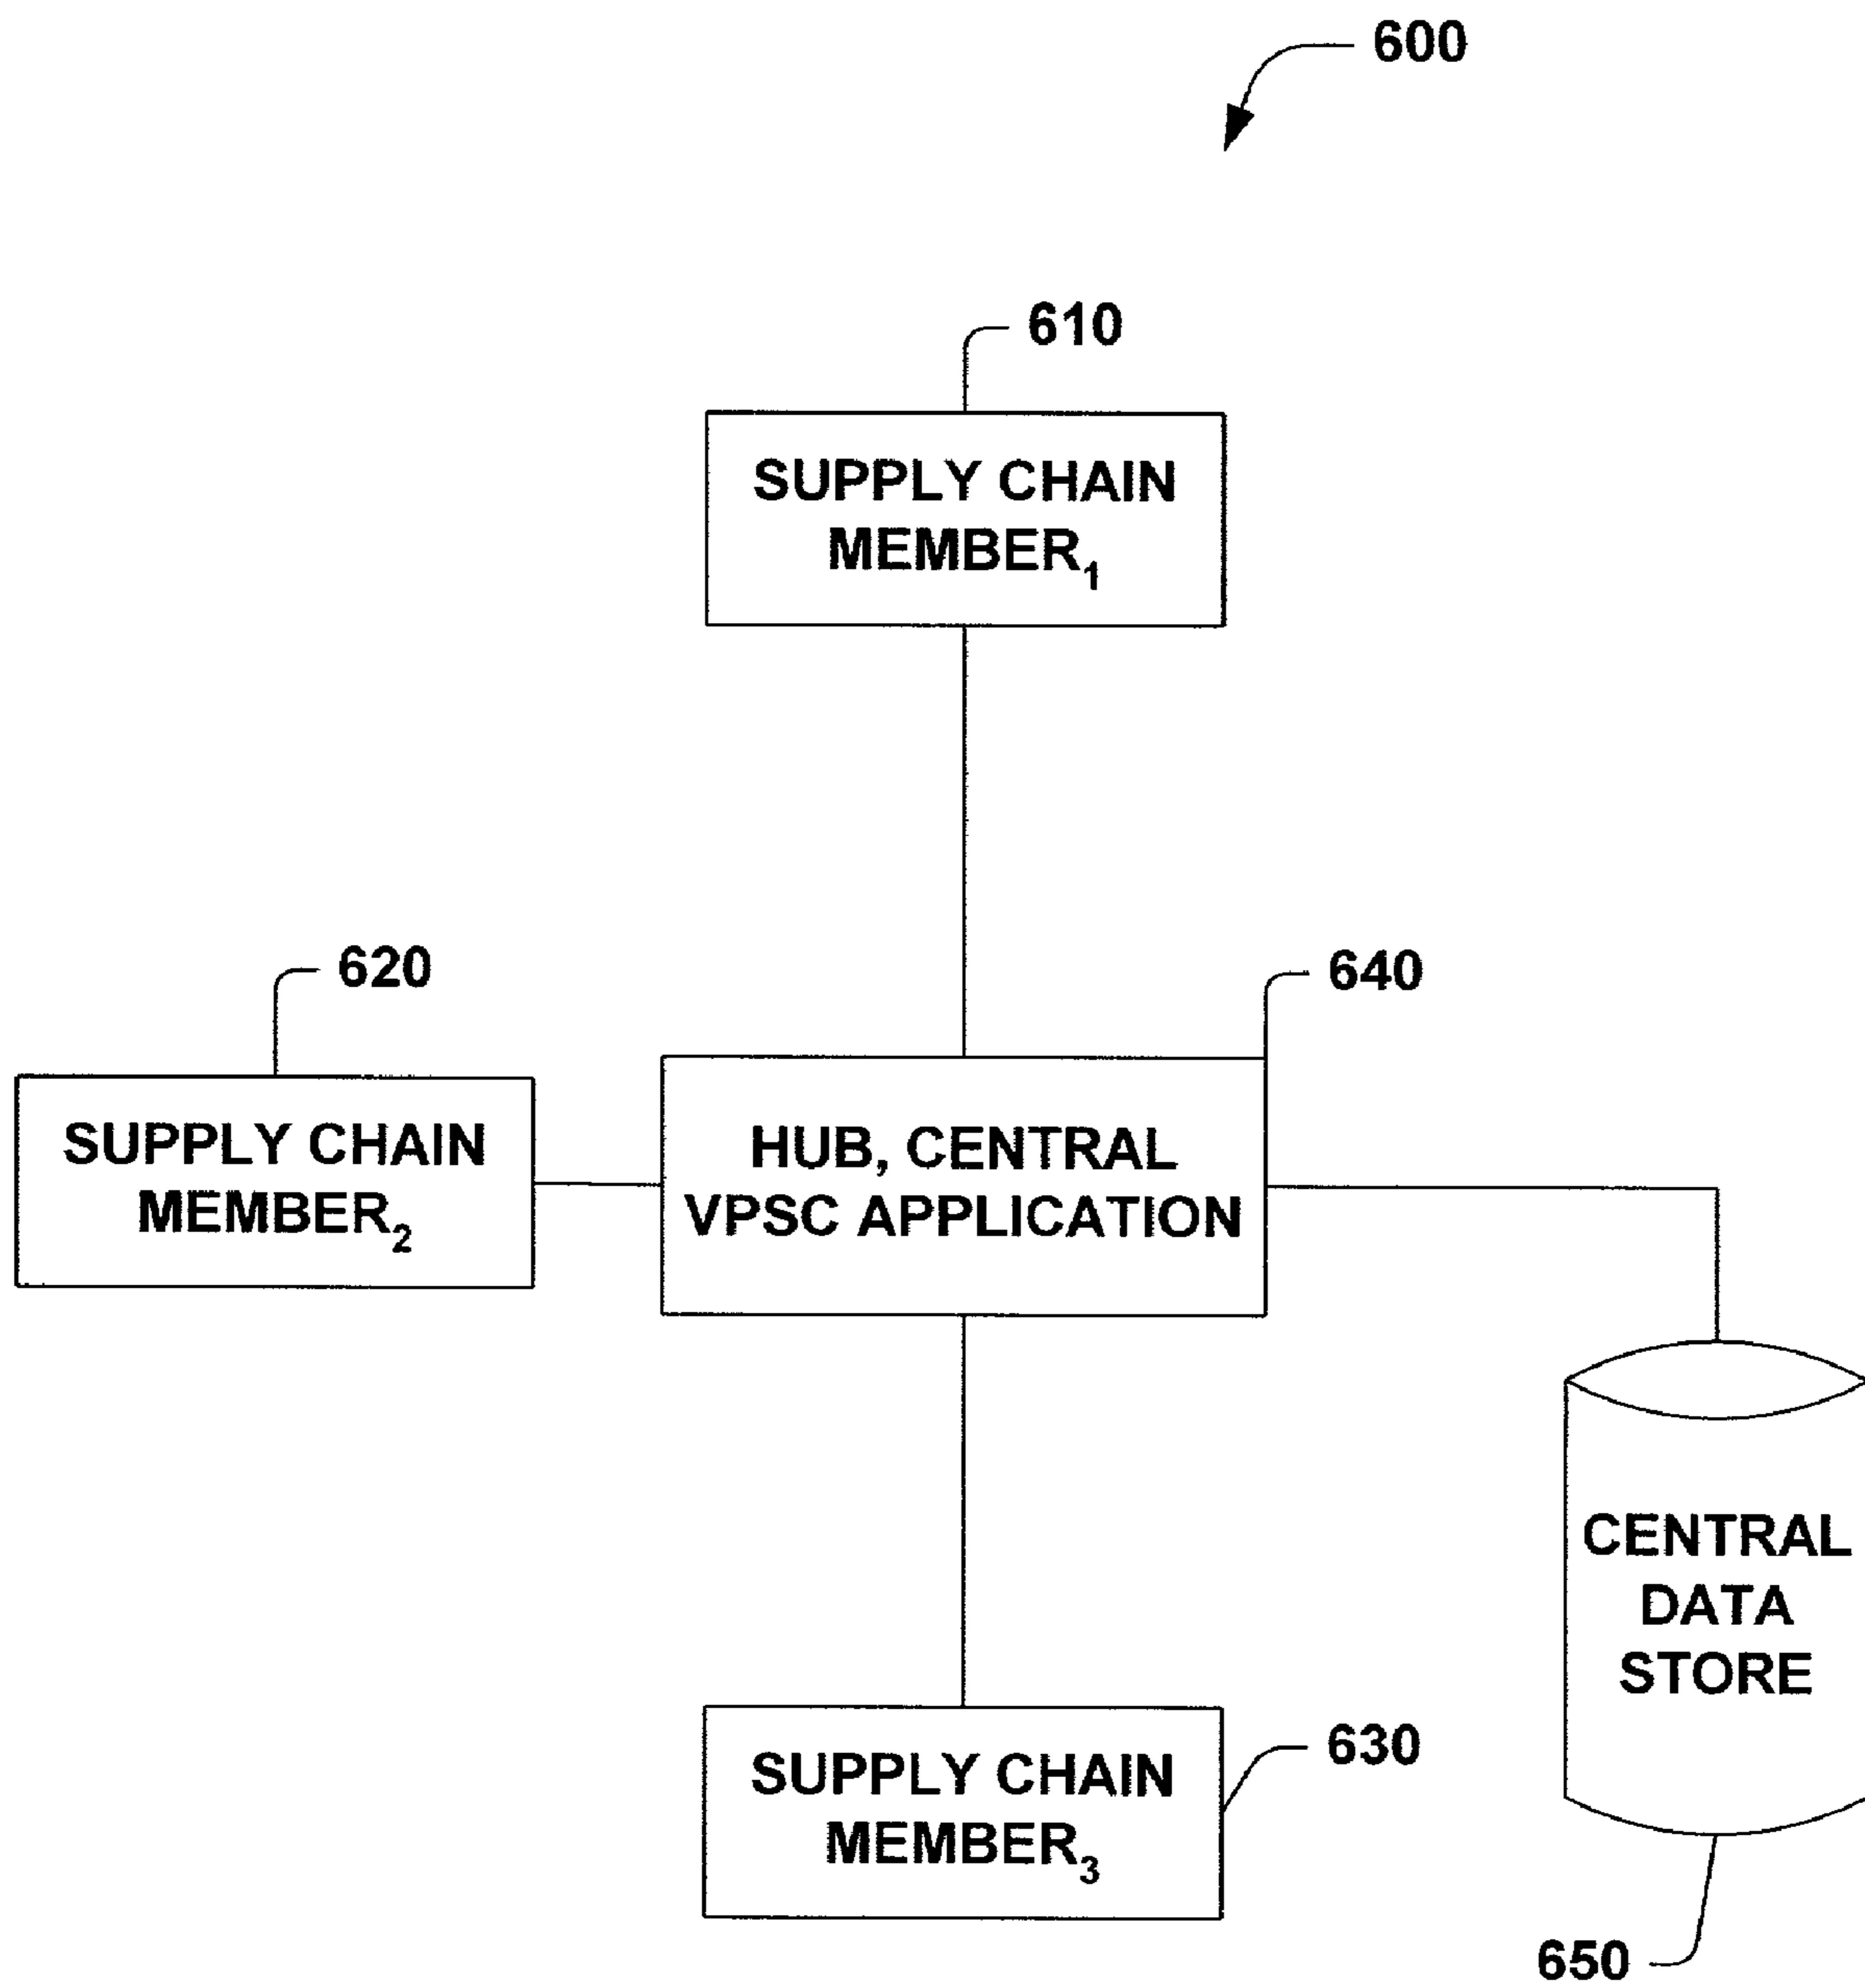 600
610
SUPPLY CHAIN
MEMBER₁
620
640
SUPPLY CHAIN
MEMBER₂
HUB, CENTRAL
VPSC APPLICATION
CENTRAL
DATA
STORE
630
SUPPLY CHAIN
MEMBER₃
650